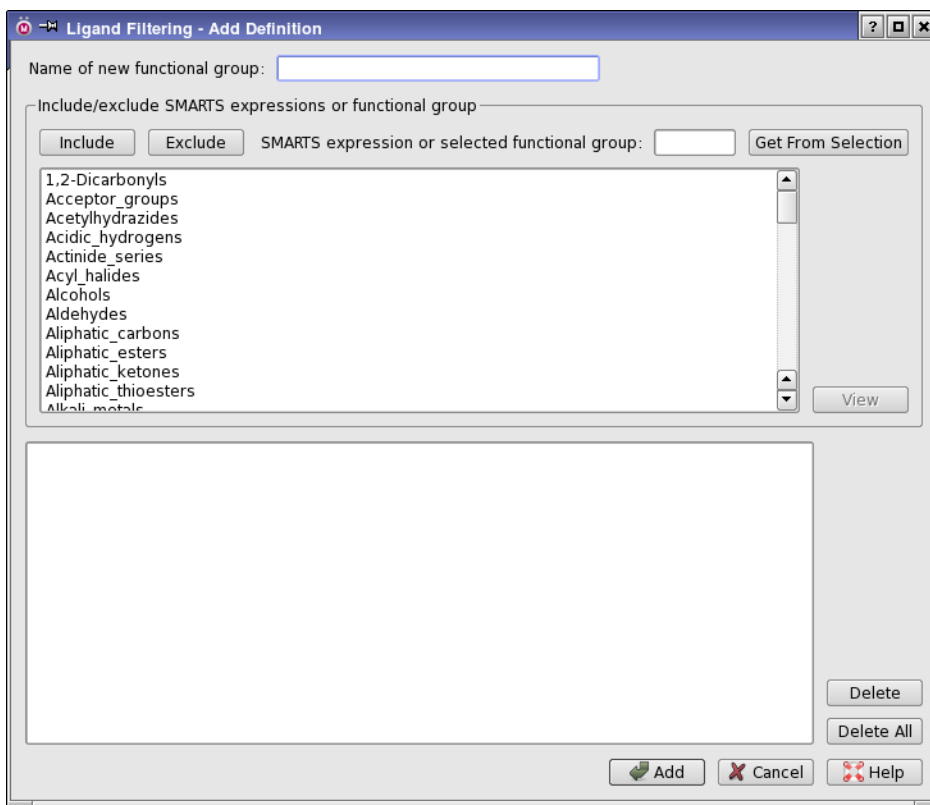 Ligand Filtering - Add Definition
Name of new functional group:
Include/exclude SMARTS expressions or functional group
Include Exclude SMARTS expression or selected functional group: Get From Selection
1,2-Dicarbonyls
Acceptor_groups
Acetylhydrazides
Acidic_hydrogens
Actinide_series
Acyl_halides
Alcohols
Aldehydes
Aliphatic_carbons
Aliphatic_esters
Aliphatic_ketones
Aliphatic_thioesters
Alkali_metals
View
Delete
Delete All
Add Cancel Help